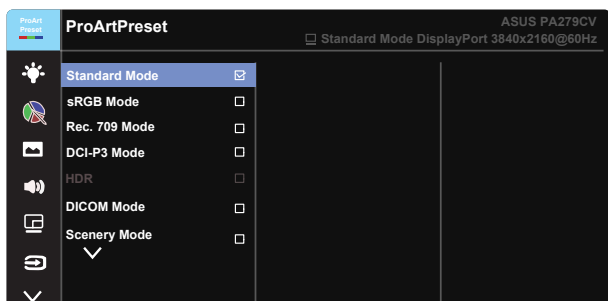 ProArt
Preset
ProArtPreset
ASUS PA279CV
Standard Mode DisplayPort 3840x2160@60Hz
Standard Mode
sRGB Mode
Rec. 709 Mode
DCI-P3 Mode
HDR
DICOM Mode
Scenery Mode